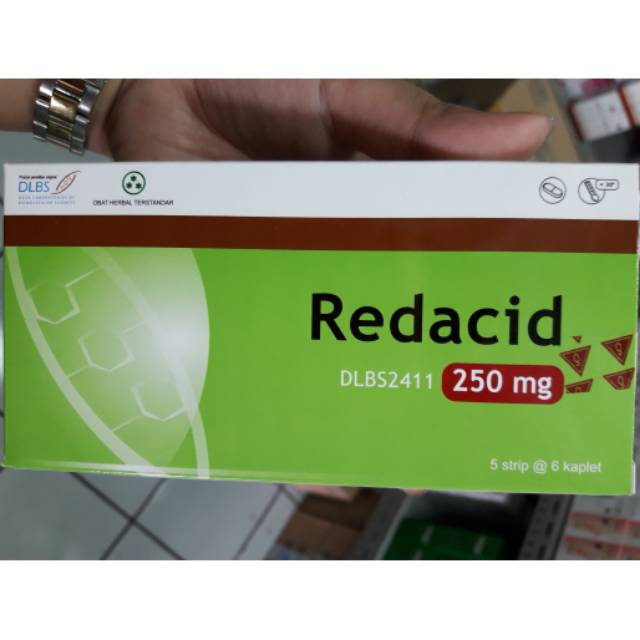 DLBS
OBAT HERBAL TERSTANDAR
Redacid
DLBS2411 250 mg
5 strip @ 6 kaplet